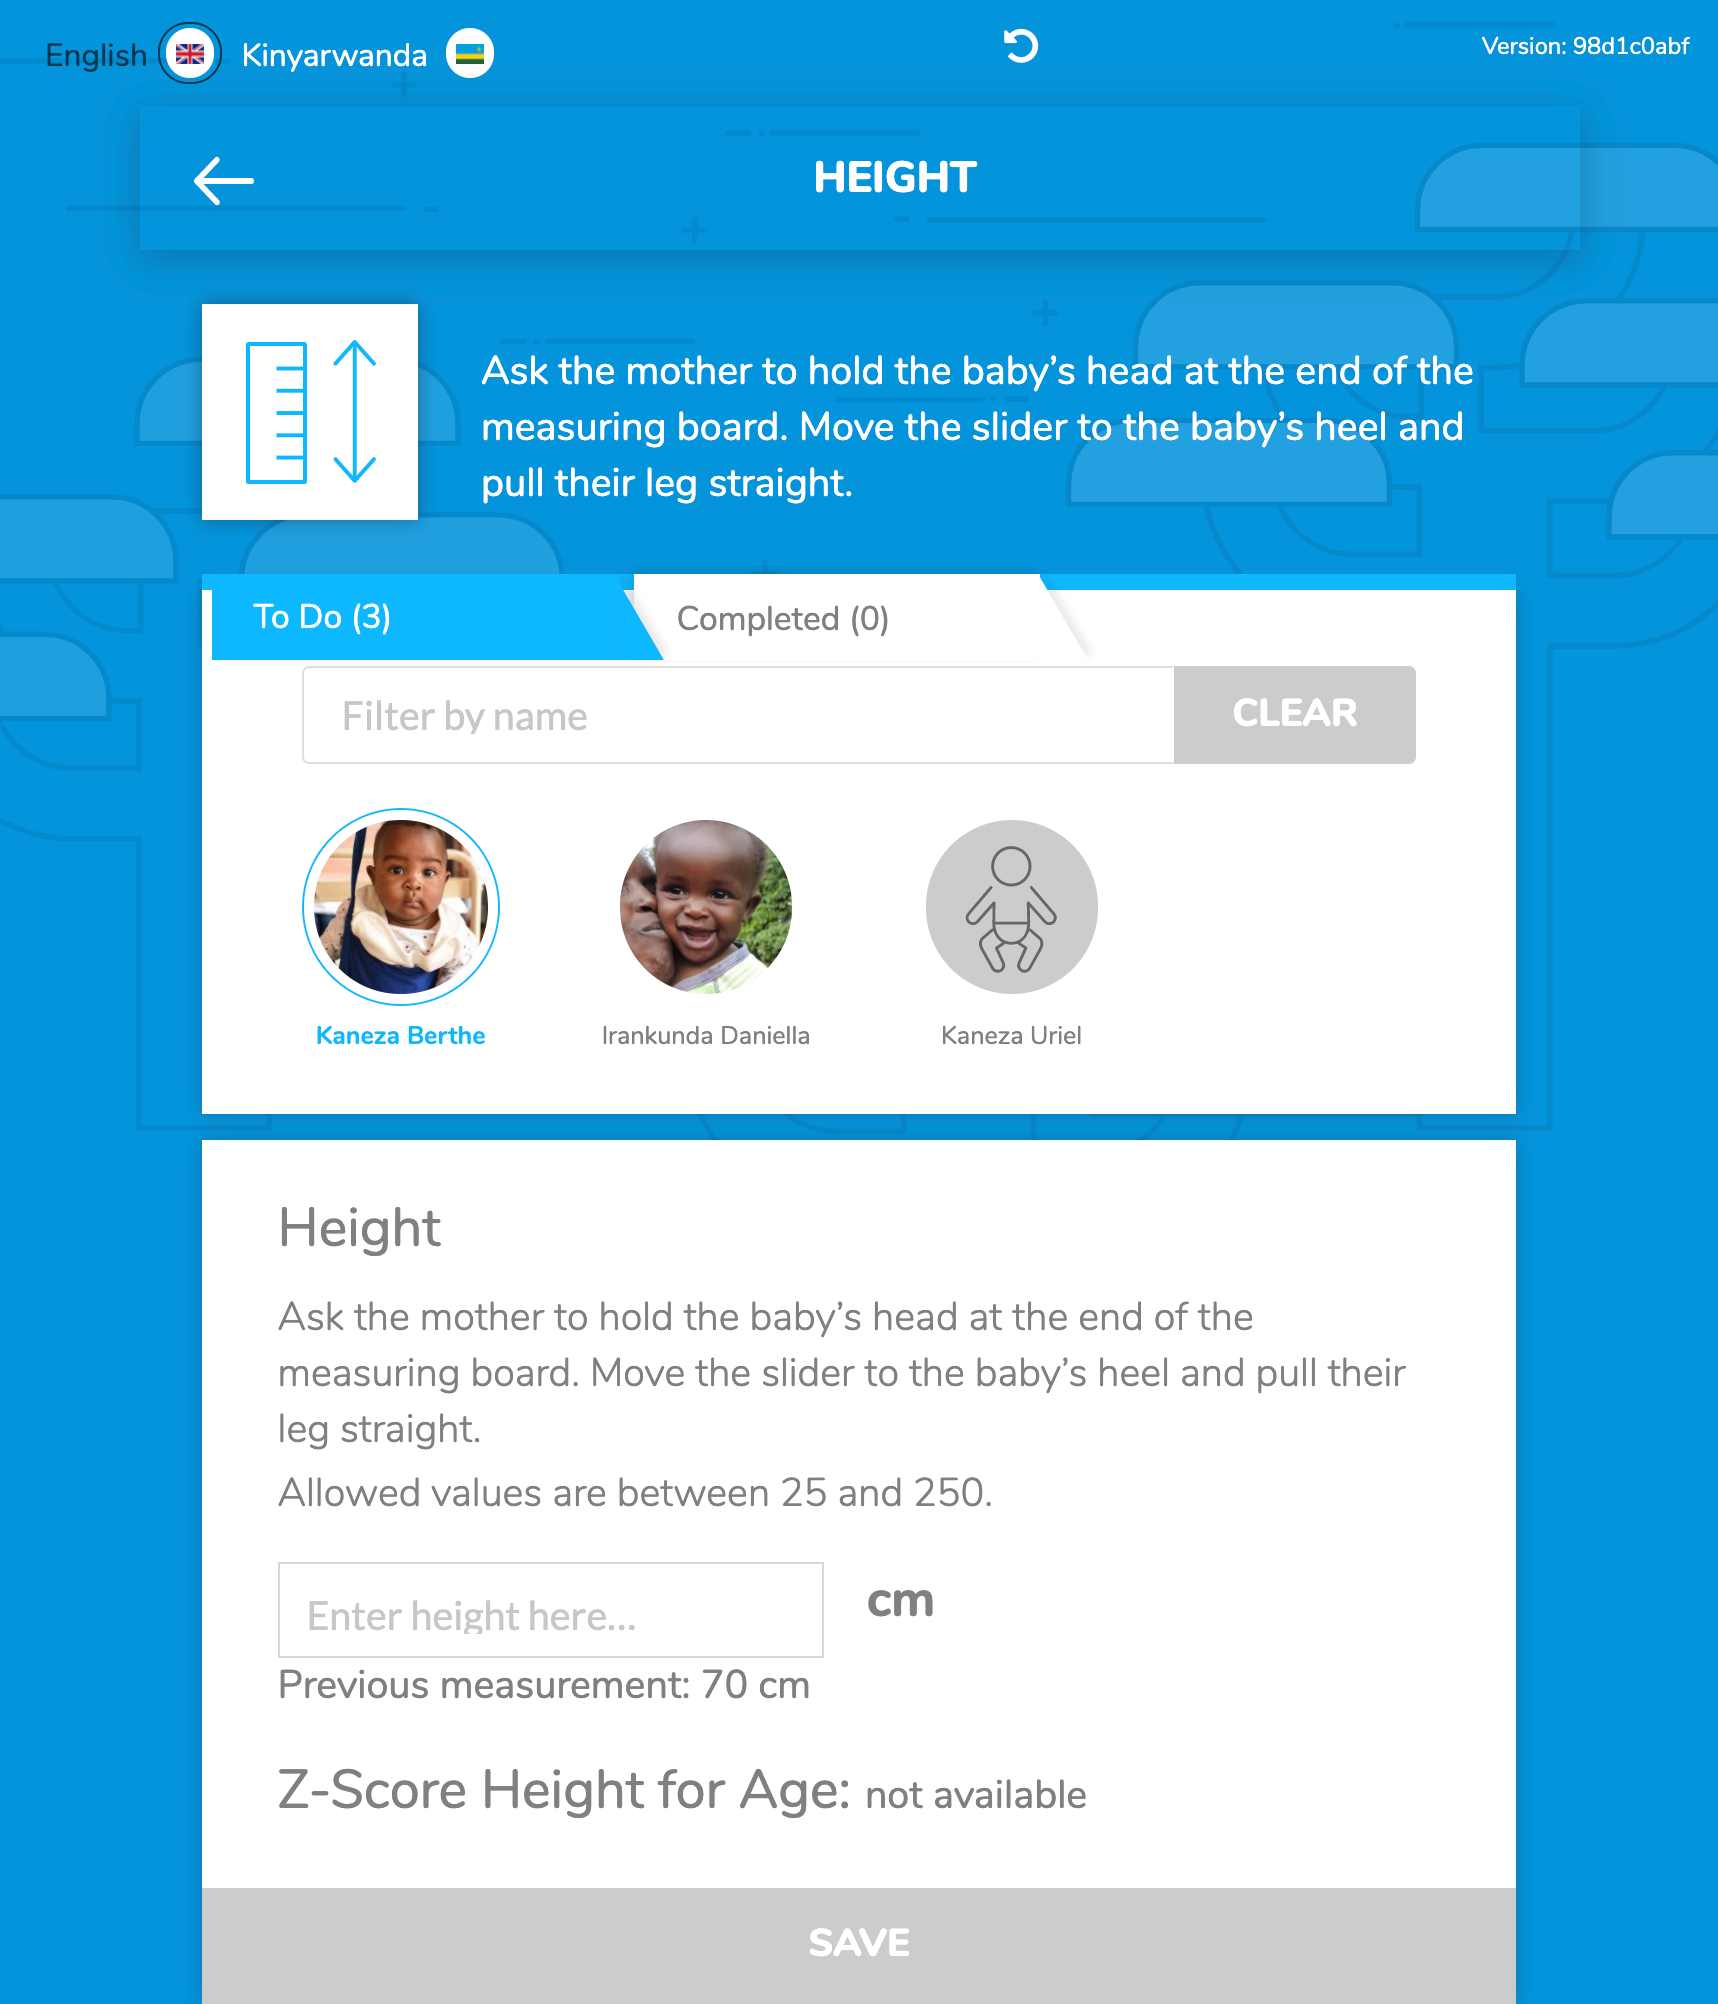 English Kinyarwanda
Version: 98d1c0abf
HEIGHT
Ask the mother to hold the baby’s head at the end of the
measuring board. Move the slider to the baby’s heel and
pull their leg straight.
To Do (3) Completed (0)
Filter by name CLEAR
Kaneza Berthe Irankunda Daniella Kaneza Uriel
Height
Ask the mother to hold the baby’s head at the end of the
measuring board. Move the slider to the baby’s heel and pull their
leg straight.
Allowed values are between 25 and 250.
Enter height here... cm
Previous measurement: 70 cm
Z-Score Height for Age: not available
SAVE